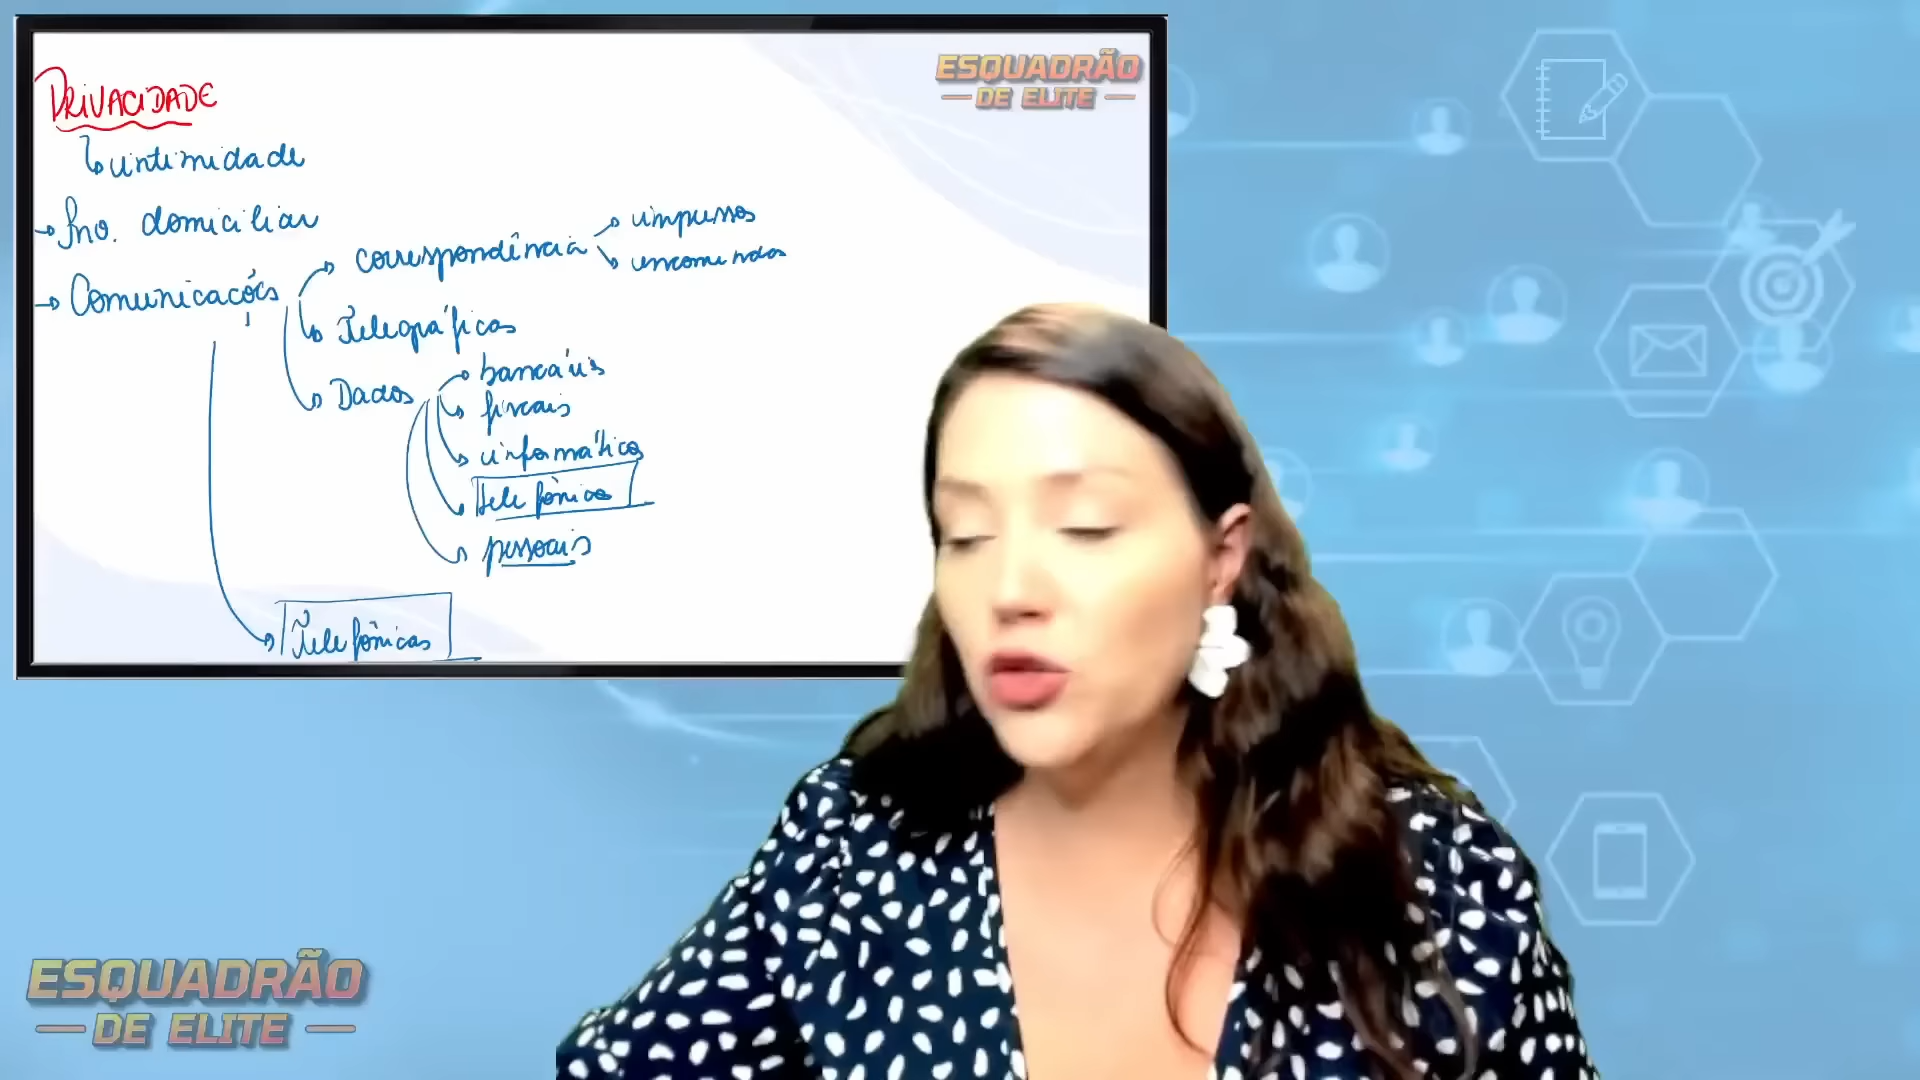 PRIVACIDADE
intimidade
Inv. domiciliar
Comunicações
correspondência
impressos
encomendas
Telegráficas
Dados
bancários
fiscais
informáticos
telefônicos
pessoais
Telefônicas
ESQUADRÃO
DE ELITE
ESQUADRÃO
DE ELITE